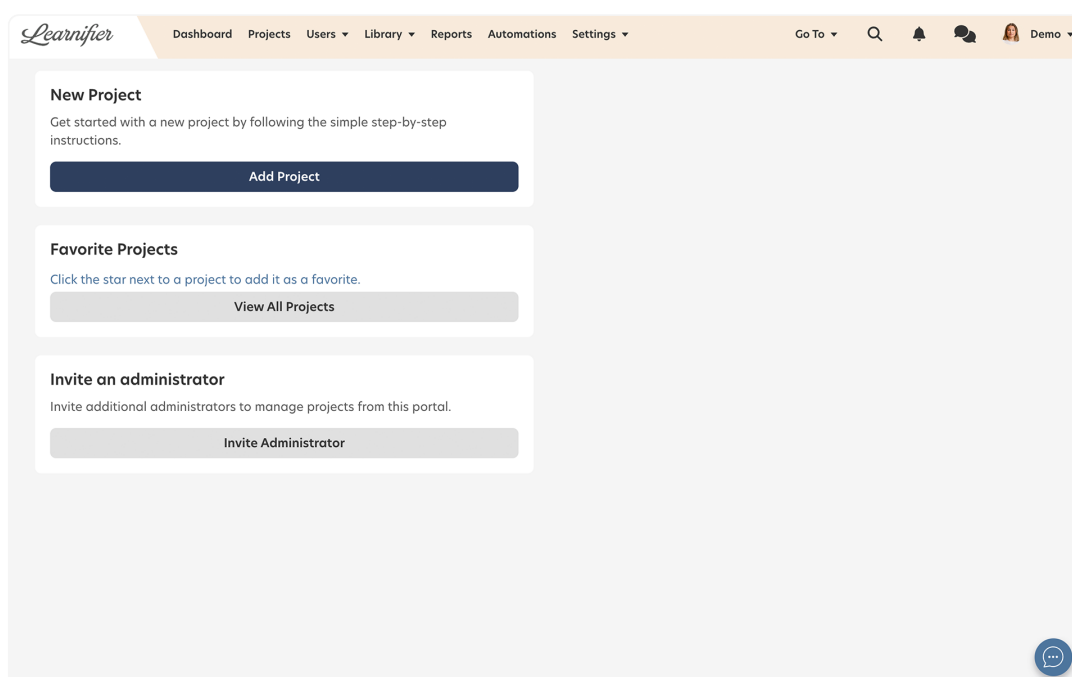 Learnifier
Dashboard Projects Users Library Reports Automations Settings Go To Demo
New Project
Get started with a new project by following the simple step-by-step
instructions.
Add Project
Favorite Projects
Click the star next to a project to add it as a favorite.
View All Projects
Invite an administrator
Invite additional administrators to manage projects from this portal.
Invite Administrator